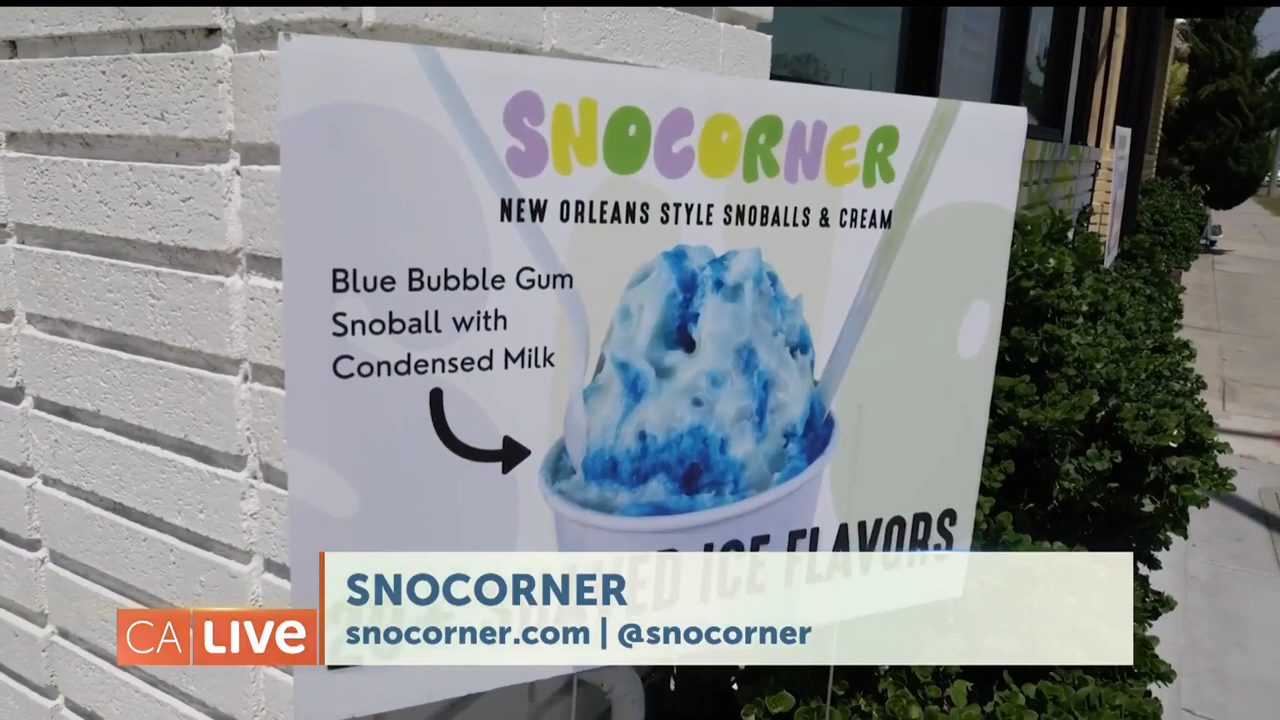 SNOCORNER
NEW ORLEANS STYLE SNOBALLS & CREAM
Blue Bubble Gum
Snoball with
Condensed Milk
ICE FLAVORS
SNOCORNER
snocorner.com | @snocorner
CA LIVE